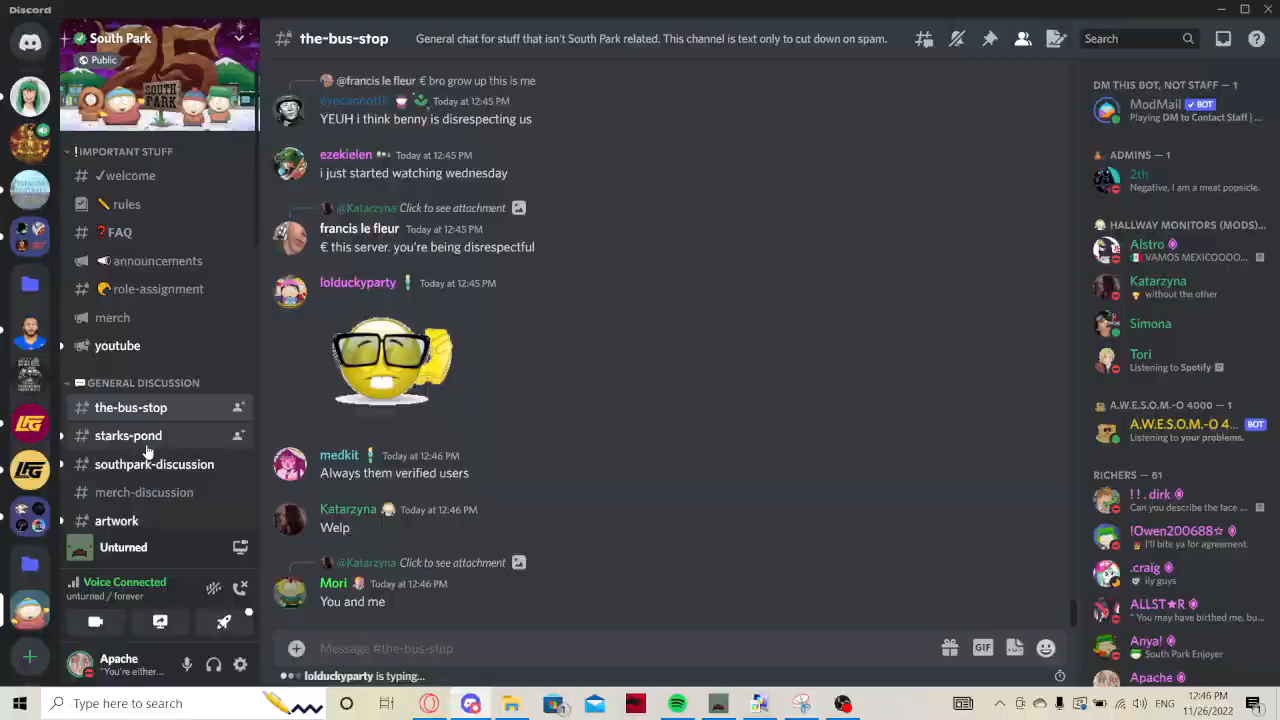 Discord
South Park
Public
SOUTH PARK
IMPORTANT STUFF
welcome
rules
FAQ
announcements
role-assignment
merch
youtube
GENERAL DISCUSSION
the-bus-stop
starks-pond
southpark-discussion
merch-discussion
artwork
Unturned
Voice Connected
unturned / forever
Apache
"You're either...
the-bus-stop General chat for stuff that isn't South Park related. This channel is text only to cut down on spam.
Search
@francis le fleur € bro grow up this is me
Today at 12:45 PM
YEUH i think benny is disrespecting us
ezekielen Today at 12:45 PM
i just started watching wednesday
@Katarzyna Click to see attachment
francis le fleur Today at 12:45 PM
€ this server. you're being disrespectful
lolduckyparty Today at 12:45 PM
medkit Today at 12:46 PM
Always them verified users
Katarzyna Today at 12:46 PM
Welp
@Katarzyna Click to see attachment
Mori Today at 12:46 PM
You and me
Message #the-bus-stop
GIF
lolduckyparty is typing...
DM THIS BOT, NOT STAFF — 1
ModMail BOT
Playing DM to Contact Staff | ...
ADMINS — 1
2th
Negative, I am a meat popsicle.
HALLWAY MONITORS (MODS)...
Alstro
VAMOS MEXICOOOO...
Katarzyna
without the other
Simona
Tori
Listening to Spotify
A.W.E.S.O.M.-O 4000 — 1
A.W.E.S.O.M.-O 4... BOT
Listening to your problems.
RICHERS — 61
! ! . dirk
Can you describe the face ...
!Owen200688☆
I'll bite ya for agreement.
.craig
ily guys
ALLST★R
" You may have birthed me, bu...
Anya!
South Park Enjoyer
Apache
Type here to search
12:46 PM
11/26/2022